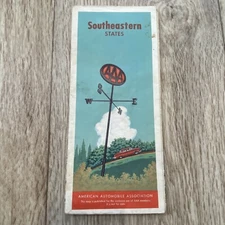 Southeastern
STATES
AAA
W E
AMERICAN AUTOMOBILE ASSOCIATION